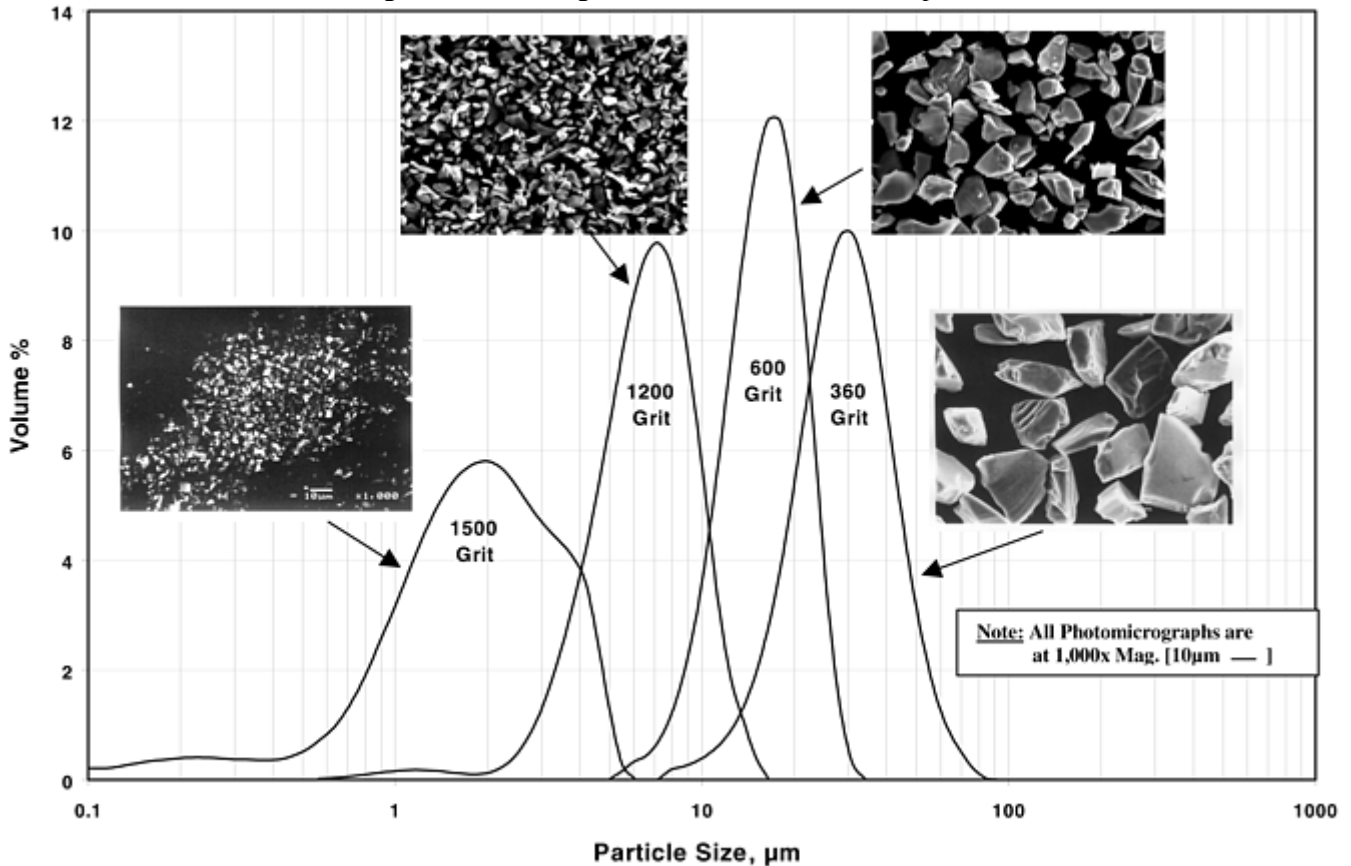 14
12
10
8
6
4
2
0
Volume %
1500
Grit
1200
Grit
600
Grit
360
Grit
10µm x1,000
Note: All Photomicrographs are
at 1,000x Mag. [10µm — ]
0.1 1 10 100 1000
Particle Size, µm